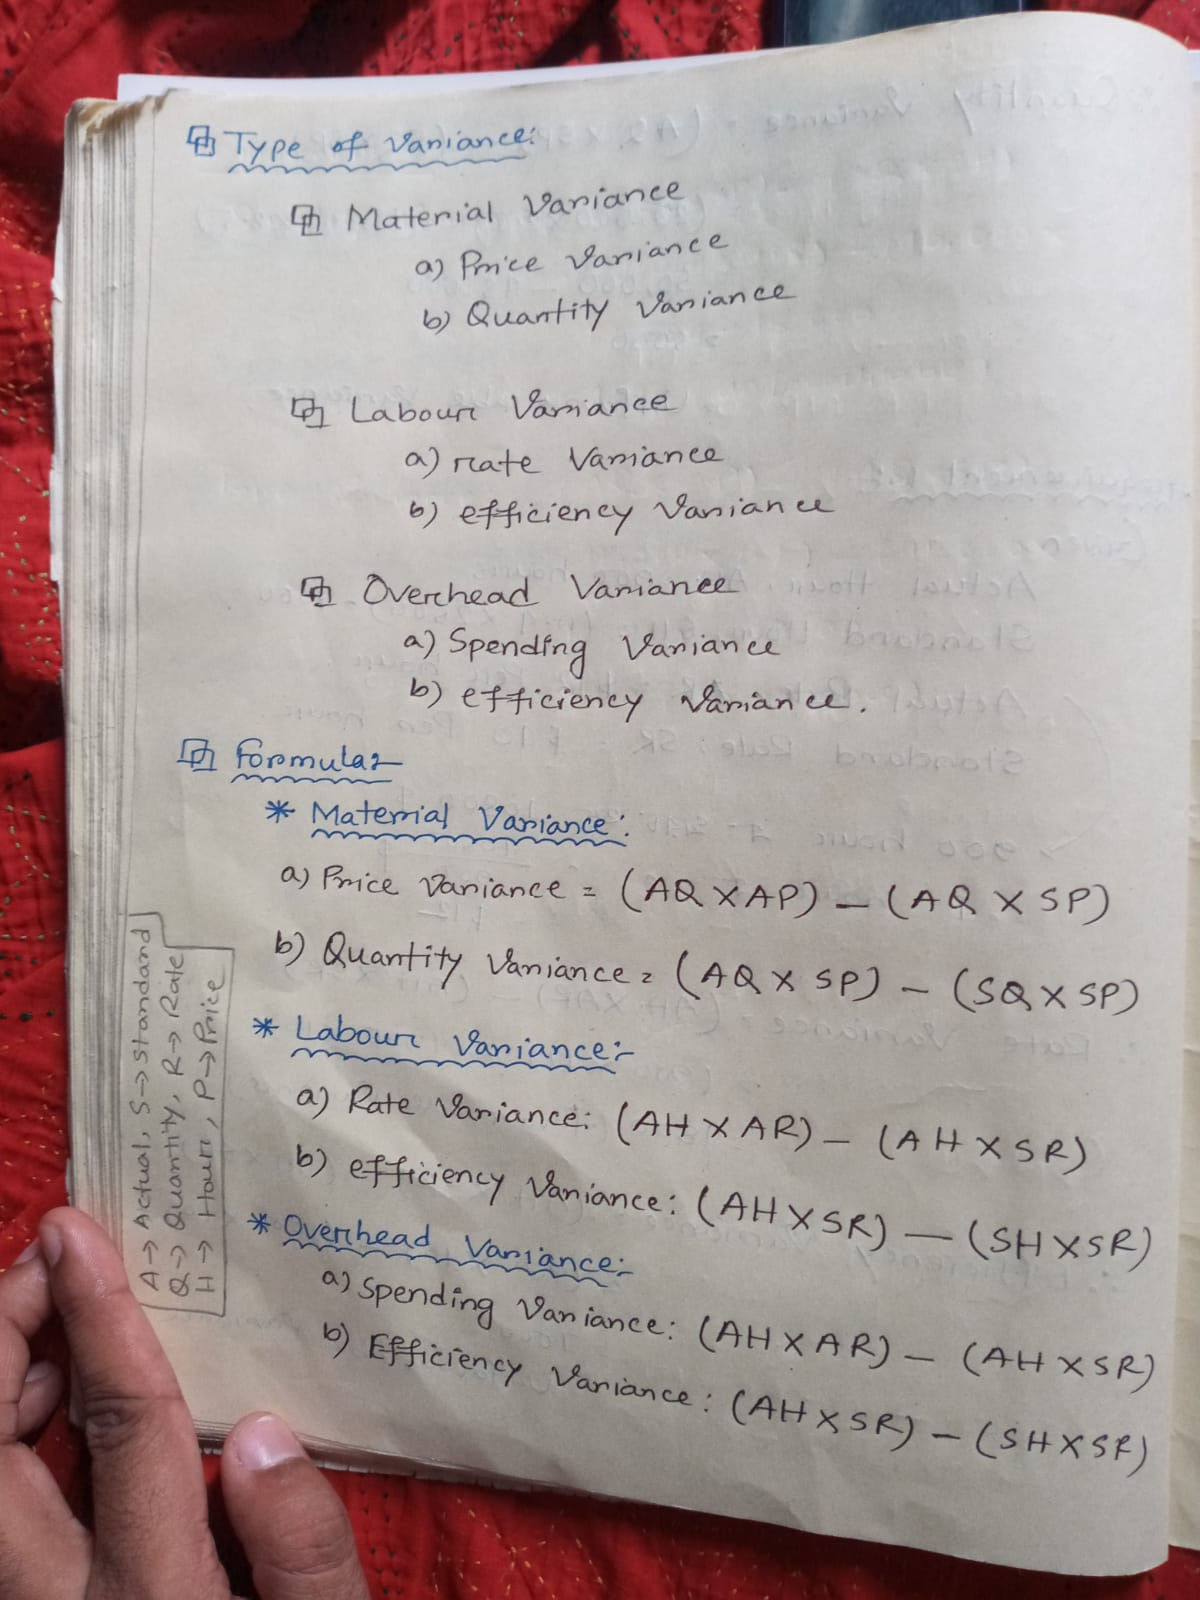 Type of Variance:
Material Variance
a) Price Variance
b) Quantity Variance
Labour Variance
a) rate Variance
b) efficiency Variance
Overhead Variance
a) Spending Variance
b) efficiency Variance.
Formula
* Material Variance:
a) Price Variance = (AQ X AP) - (AQ X SP)
b) Quantity Variance = (AQ X SP) - (SQ X SP)
* Labour Variance:-
a) Rate Variance: (AH X AR) - (AH X SR)
b) efficiency Variance: (AH X SR) - (SH X SR)
* Overhead Variance:-
a) Spending Variance: (AH X AR) - (AH X SR)
b) Efficiency Variance: (AH X SR) - (SH X SR)
A → Actual, S → Standard
Q → Quantity, R → Rate
H → Hour, P → Price